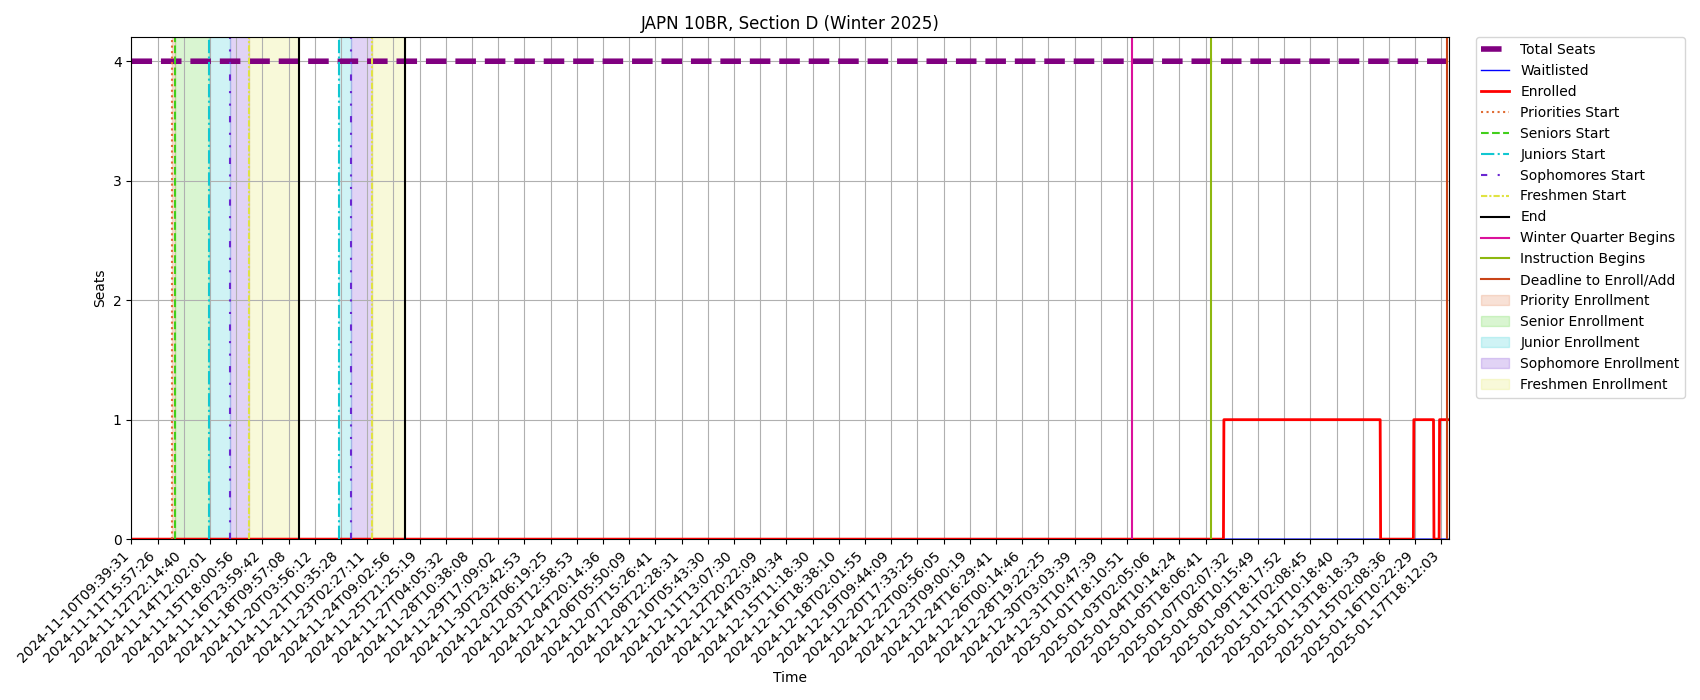 JAPN 10BR, Section D (Winter 2025)
Seats
4
3
2
1
0
2024-11-10T09:39:31
2024-11-11T15:57:26
2024-11-12T22:14:40
2024-11-14T12:02:01
2024-11-15T18:00:56
2024-11-16T23:59:42
2024-11-18T09:57:08
2024-11-20T03:56:12
2024-11-21T10:35:28
2024-11-23T02:27:11
2024-11-24T09:02:56
2024-11-25T21:25:19
2024-11-27T04:05:32
2024-11-28T10:38:08
2024-11-29T17:09:02
2024-11-30T23:42:53
2024-12-02T06:19:25
2024-12-03T12:58:53
2024-12-04T20:14:36
2024-12-06T05:50:09
2024-12-07T15:26:41
2024-12-08T22:28:31
2024-12-10T05:43:30
2024-12-11T13:07:30
2024-12-12T20:22:09
2024-12-14T03:40:34
2024-12-15T11:18:30
2024-12-16T18:38:10
2024-12-18T02:01:55
2024-12-19T09:44:09
2024-12-20T17:33:25
2024-12-22T00:56:05
2024-12-23T09:00:19
2024-12-24T16:29:41
2024-12-26T00:14:46
2024-12-28T19:22:25
2024-12-30T03:03:39
2024-12-31T10:47:39
2025-01-01T18:10:51
2025-01-03T02:05:06
2025-01-04T10:14:24
2025-01-05T18:06:41
2025-01-07T02:07:32
2025-01-08T10:15:49
2025-01-09T18:17:52
2025-01-11T02:08:45
2025-01-12T10:18:40
2025-01-13T18:18:33
2025-01-15T02:08:36
2025-01-16T10:22:29
2025-01-17T18:12:03
Time
Total Seats
Waitlisted
Enrolled
Priorities Start
Seniors Start
Juniors Start
Sophomores Start
Freshmen Start
End
Winter Quarter Begins
Instruction Begins
Deadline to Enroll/Add
Priority Enrollment
Senior Enrollment
Junior Enrollment
Sophomore Enrollment
Freshmen Enrollment